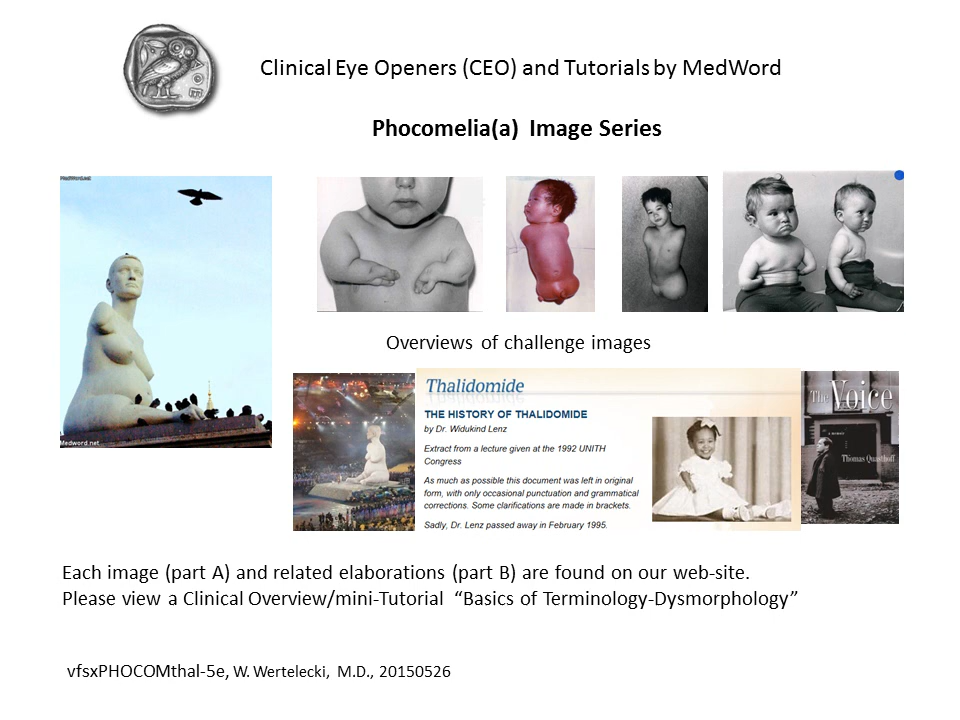 Clinical Eye Openers (CEO) and Tutorials by MedWord
Phocomelia(a) Image Series
Overviews of challenge images
Medword.net
Thalidomide
THE HISTORY OF THALIDOMIDE
by Dr. Widukind Lenz
Extract from a lecture given at the 1992 UNITH
Congress
As much as possible this document was left in original
form, with only occasional punctuation and grammatical
corrections. Some clarifications are made in brackets.
Sadly, Dr. Lenz passed away in February 1995.
The Voice
A MEMOIR
Thomas Quasthoff
Each image (part A) and related elaborations (part B) are found on our web-site.
Please view a Clinical Overview/mini-Tutorial “Basics of Terminology-Dysmorphology”
vfsxPHOCOMthal-5e, W. Wertelecki, M.D., 20150526